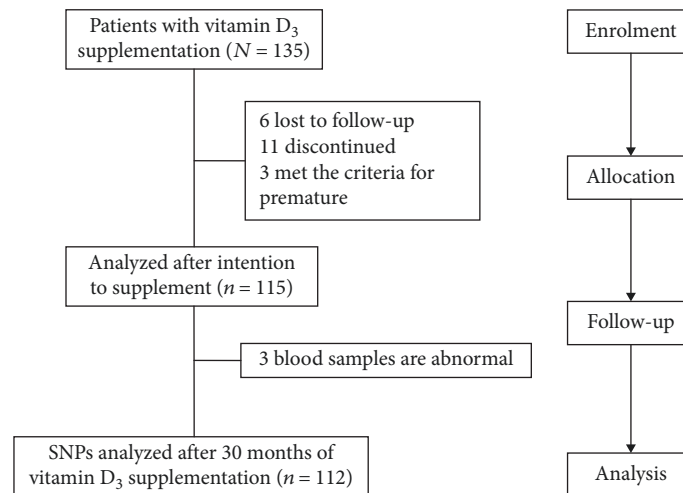 Patients with vitamin D₃
supplementation (N = 135)
Enrolment
6 lost to follow-up
11 discontinued
3 met the criteria for
premature
Allocation
Analyzed after intention
to supplement (n = 115)
Follow-up
3 blood samples are abnormal
SNPs analyzed after 30 months of
vitamin D₃ supplementation (n = 112)
Analysis